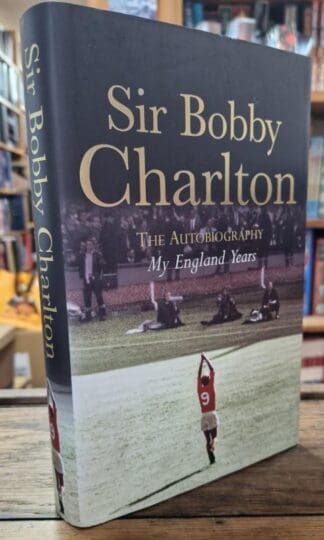 Sir Bobby
Charlton
THE AUTOBIOGRAPHY
My England Years
9
Sir Bobby Charlton